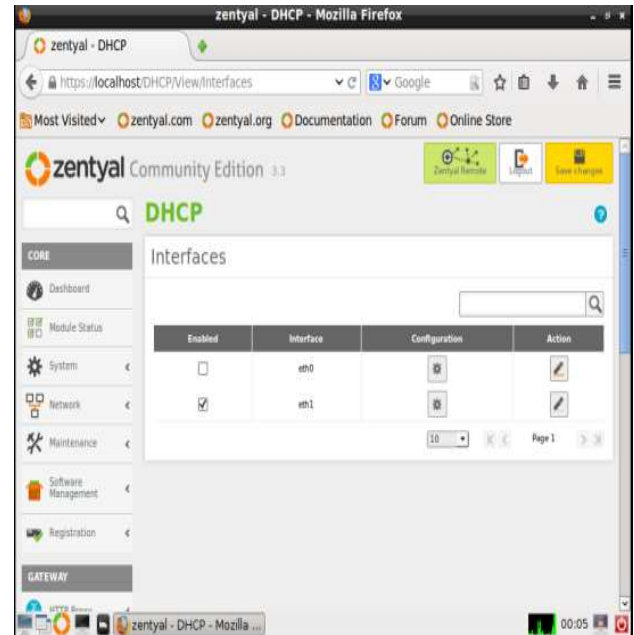 zentyal - DHCP - Mozilla Firefox
zentyal - DHCP
https://localhost/DHCP/View/Interfaces
Google
Most Visited
zentyal.com
zentyal.org
Documentation
Forum
Online Store
zentyal Community Edition 3.3
Zentyal Remote
Logout
Save changes
DHCP
CORE
Dashboard
Module Status
System
Network
Maintenance
Software Management
Registration
GATEWAY
HTTP Proxy
Interfaces
Enabled Interface Configuration Action
eth0
eth1
10 Page 1
zentyal - DHCP - Mozilla ...
00:05